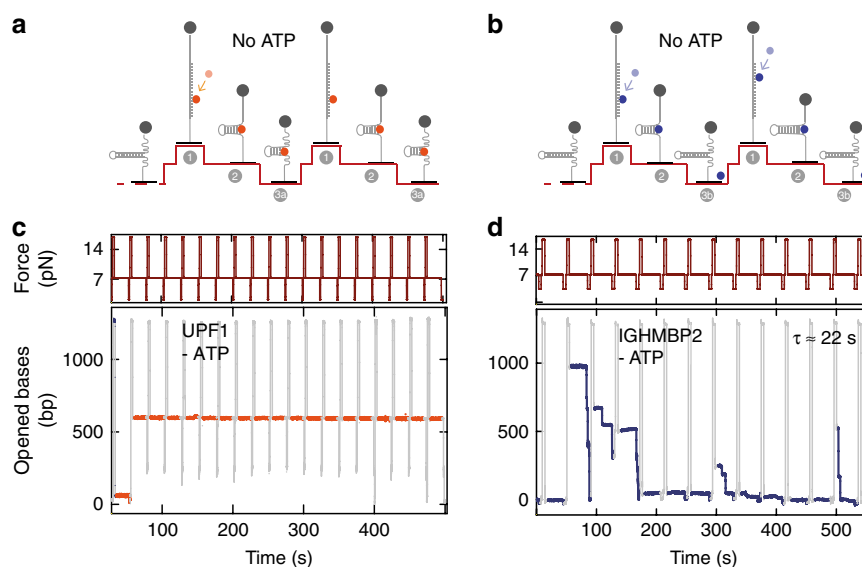 a
No ATP
1
2
3a
1
2
3a
b
No ATP
1
2
3b
1
2
3b
c
Force
(pN)
14
7
UPF1
- ATP
Opened bases
(bp)
1000
500
0
100
200
300
400
Time (s)
d
14
7
IGHMBP2
- ATP
τ ≈ 22 s
1000
500
0
100
200
300
400
500
Time (s)